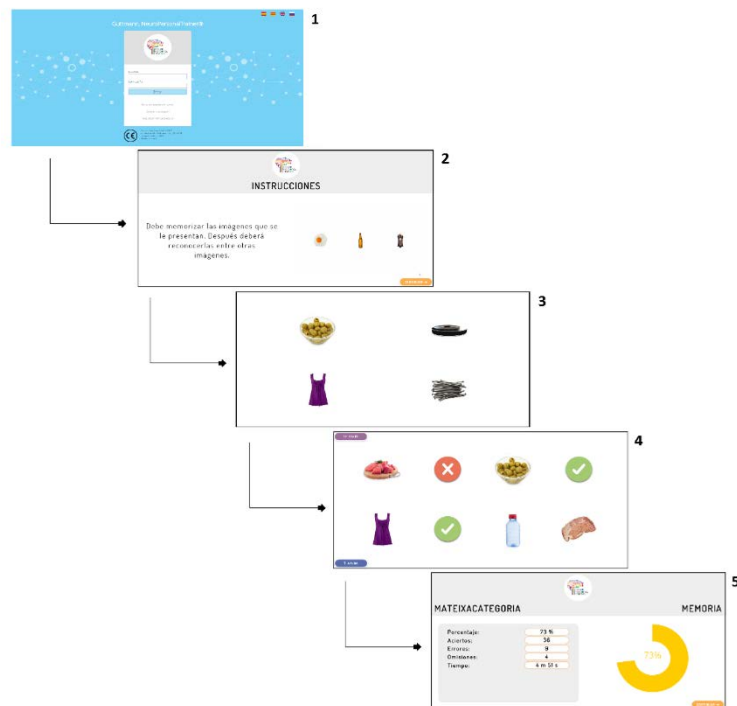 1
Guttmann, NeuroPersonalTrainer®
2
INSTRUCCIONES
Debe memorizar las imágenes que se
le presentan. Después deberá
reconocerlas entre otras
imágenes.
3
4
5
MATEIXACATEGORIA
MEMORIA
Porcentaje: 73 %
Aciertos: 36
Errores: 9
Omisiones: 4
Tiempo: 4 m 51 s
73%